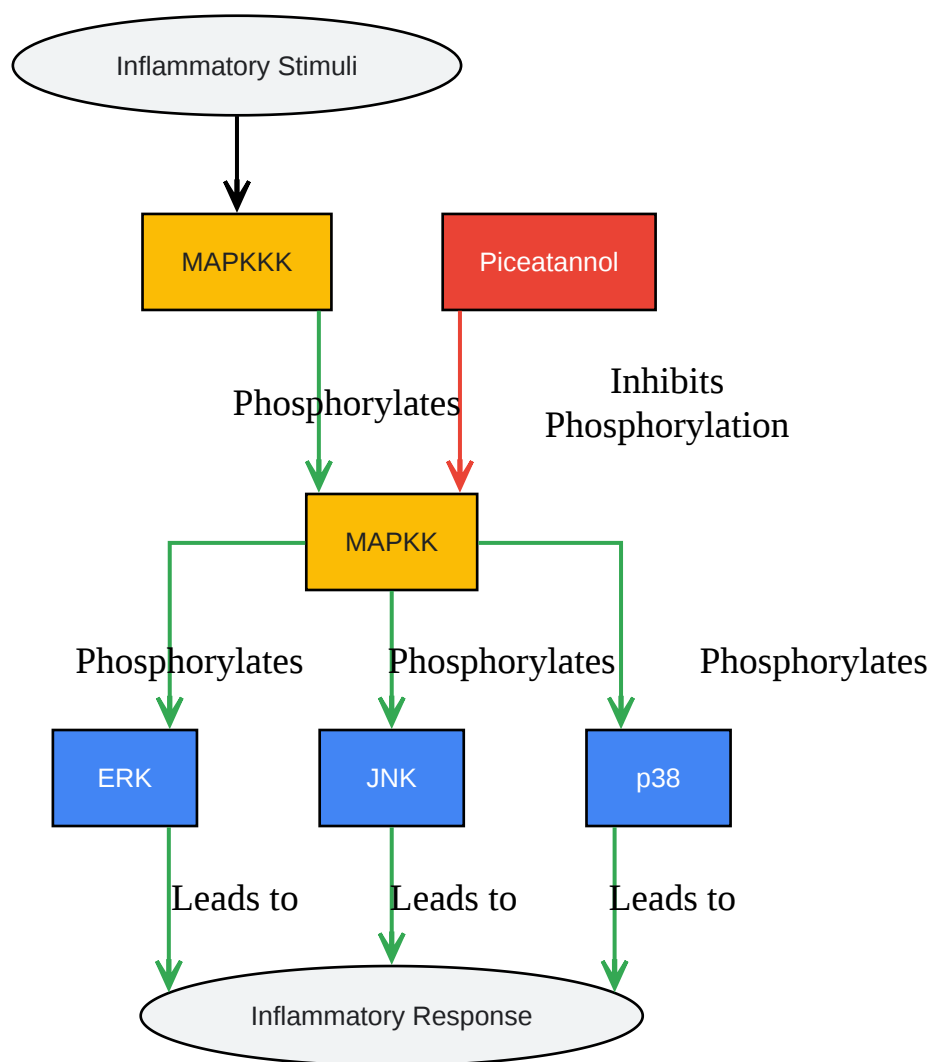 Inflammatory Stimuli
MAPKKK
Piceatannol
Phosphorylates
Inhibits
Phosphorylation
MAPKK
Phosphorylates
Phosphorylates
Phosphorylates
ERK
JNK
p38
Leads to
Leads to
Leads to
Inflammatory Response